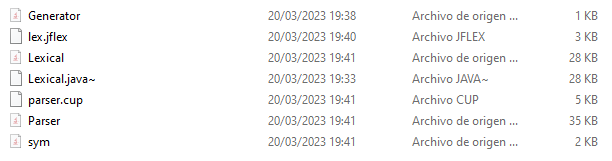 Generator 20/03/2023 19:38 Archivo de origen ... 1 KB
lex.jflex 20/03/2023 19:40 Archivo JFLEX 3 KB
Lexical 20/03/2023 19:41 Archivo de origen ... 28 KB
Lexical.java~ 20/03/2023 19:33 Archivo JAVA~ 28 KB
parser.cup 20/03/2023 19:41 Archivo CUP 5 KB
Parser 20/03/2023 19:41 Archivo de origen ... 35 KB
sym 20/03/2023 19:41 Archivo de origen ... 2 KB